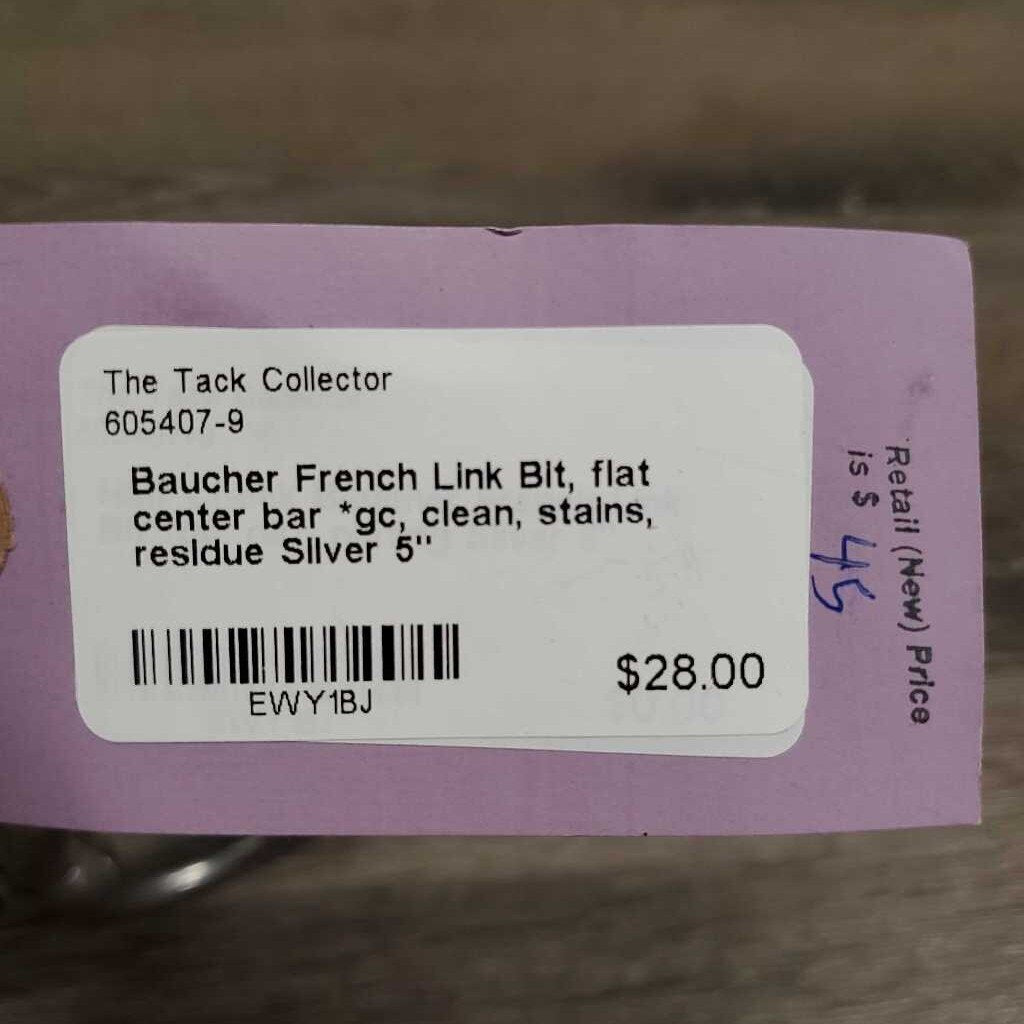 The Tack Collector
605407-9
Baucher French Link Bit, flat
center bar *gc, clean, stains,
residue Silver 5"
EWY1BJ
$28.00
Retail (New) Price
is $ 45